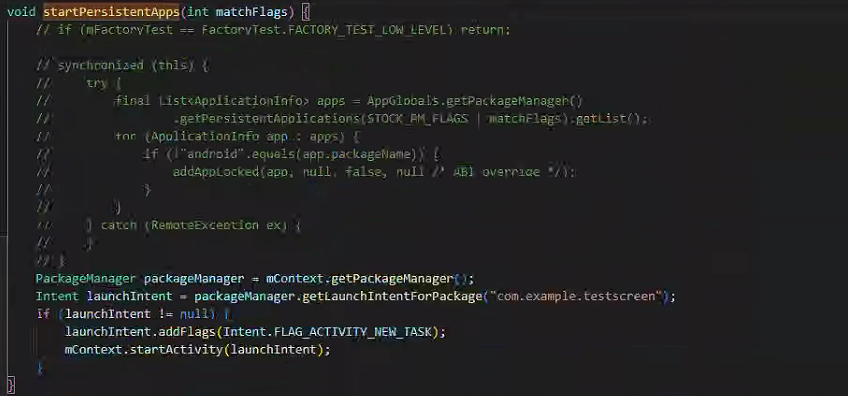 void startPersistentApps(int matchFlags) {
// if (mFactoryTest == FactoryTest.FACTORY_TEST_LOW_LEVEL) return;
// synchronized (this) {
//     try {
//         final List<ApplicationInfo> apps = AppGlobals.getPackageManager()
//                 .getPersistentApplications(STOCK_PM_FLAGS | matchFlags).getList();
//         for (ApplicationInfo app : apps) {
//             if (!"android".equals(app.packageName)) {
//                 addAppLocked(app, null, false, null /* ABI override */);
//             }
//         }
//     } catch (RemoteException ex) {
//     }
// }
PackageManager packageManager = mContext.getPackageManager();
Intent launchIntent = packageManager.getLaunchIntentForPackage("com.example.testscreen");
if (launchIntent != null) {
launchIntent.addFlags(Intent.FLAG_ACTIVITY_NEW_TASK);
mContext.startActivity(launchIntent);
}
}